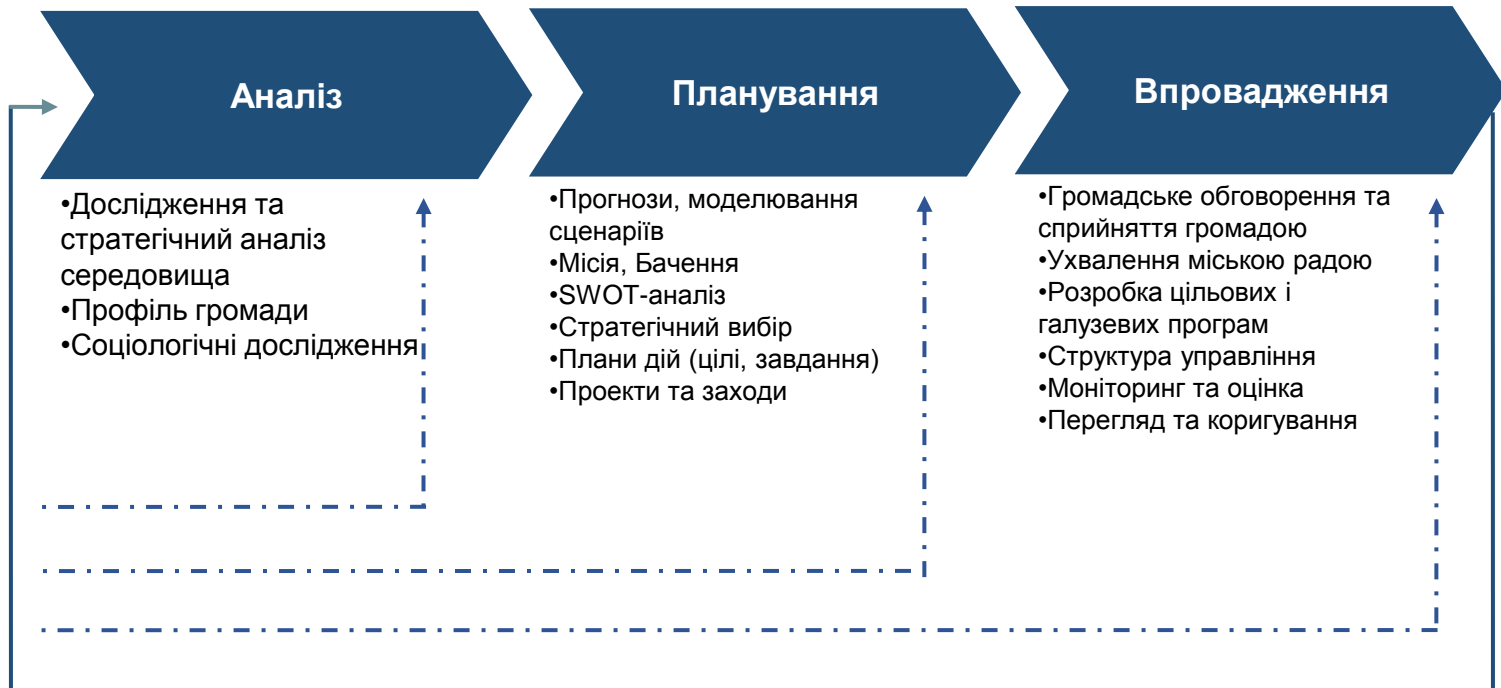 Аналіз
•Дослідження та
стратегічний аналіз
середовища
•Профіль громади
•Соціологічні дослідження
Планування
•Прогнози, моделювання
сценаріїв
•Місія, Бачення
•SWOT-аналіз
•Стратегічний вибір
•Плани дій (цілі, завдання)
•Проекти та заходи
Впровадження
•Громадське обговорення та
сприйняття громадою
•Ухвалення міською радою
•Розробка цільових і
галузевих програм
•Структура управління
•Моніторинг та оцінка
•Перегляд та коригування